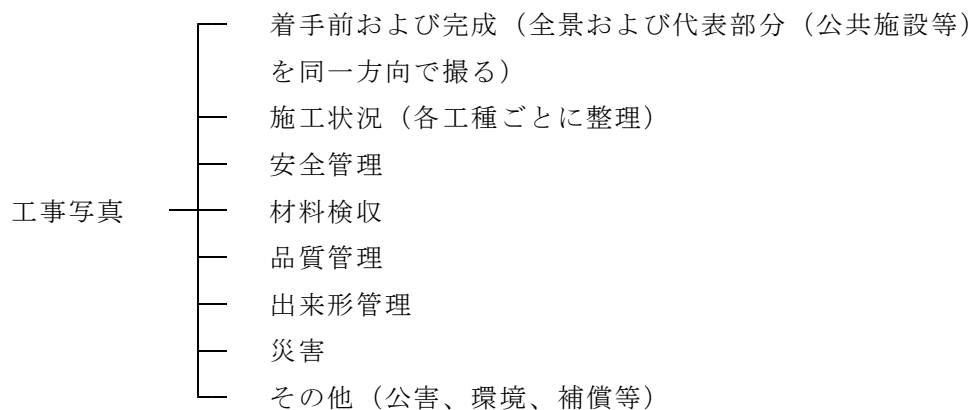 着手前および完成（全景および代表部分（公共施設等）
を同一方向で撮る）
施工状況（各工種ごとに整理）
安全管理
工事写真
材料検収
品質管理
出来形管理
災害
その他（公害、環境、補償等）